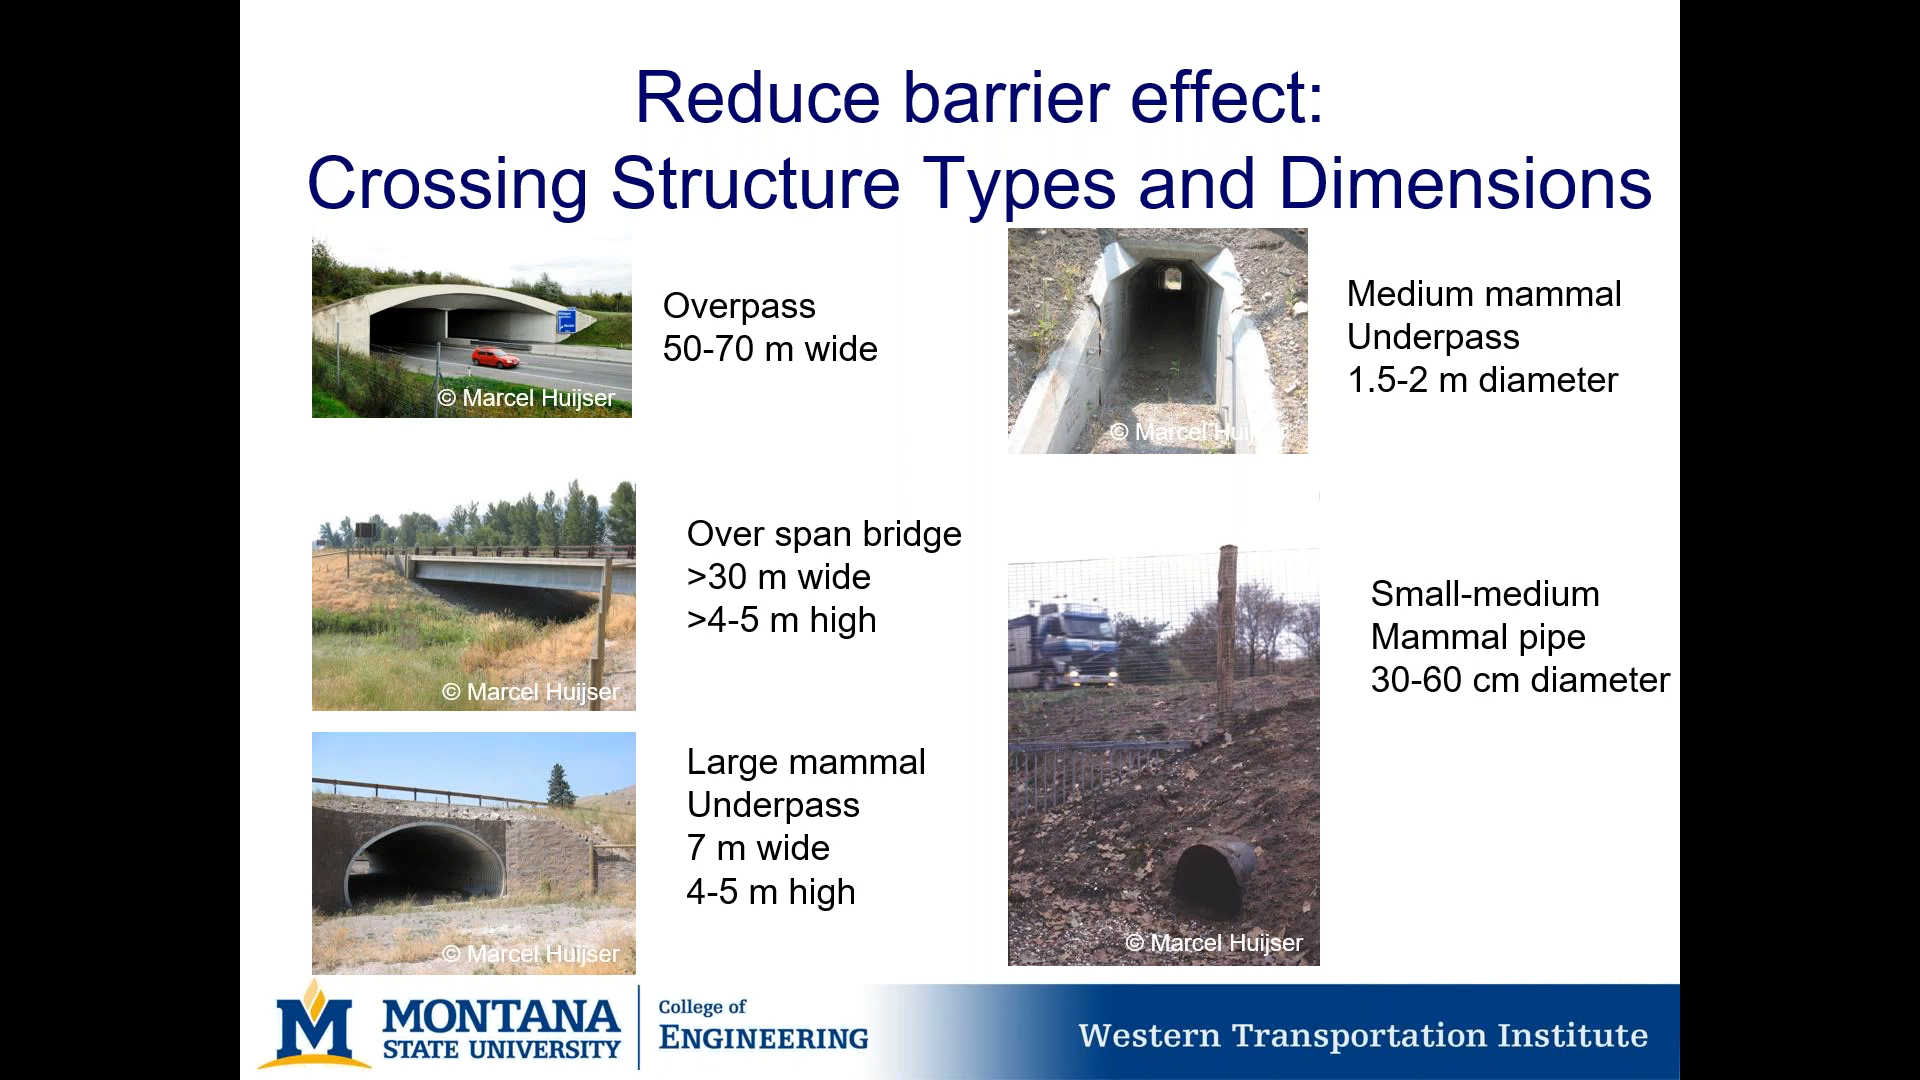 Reduce barrier effect:
Crossing Structure Types and Dimensions
© Marcel Huijser
Overpass
50-70 m wide
© Marcel Huijser
Over span bridge
>30 m wide
>4-5 m high
© Marcel Huijser
Large mammal
Underpass
7 m wide
4-5 m high
© Marcel Hui
Medium mammal
Underpass
1.5-2 m diameter
© Marcel Huijser
Small-medium
Mammal pipe
30-60 cm diameter
M MONTANA
STATE UNIVERSITY
College of
ENGINEERING
Western Transportation Institute